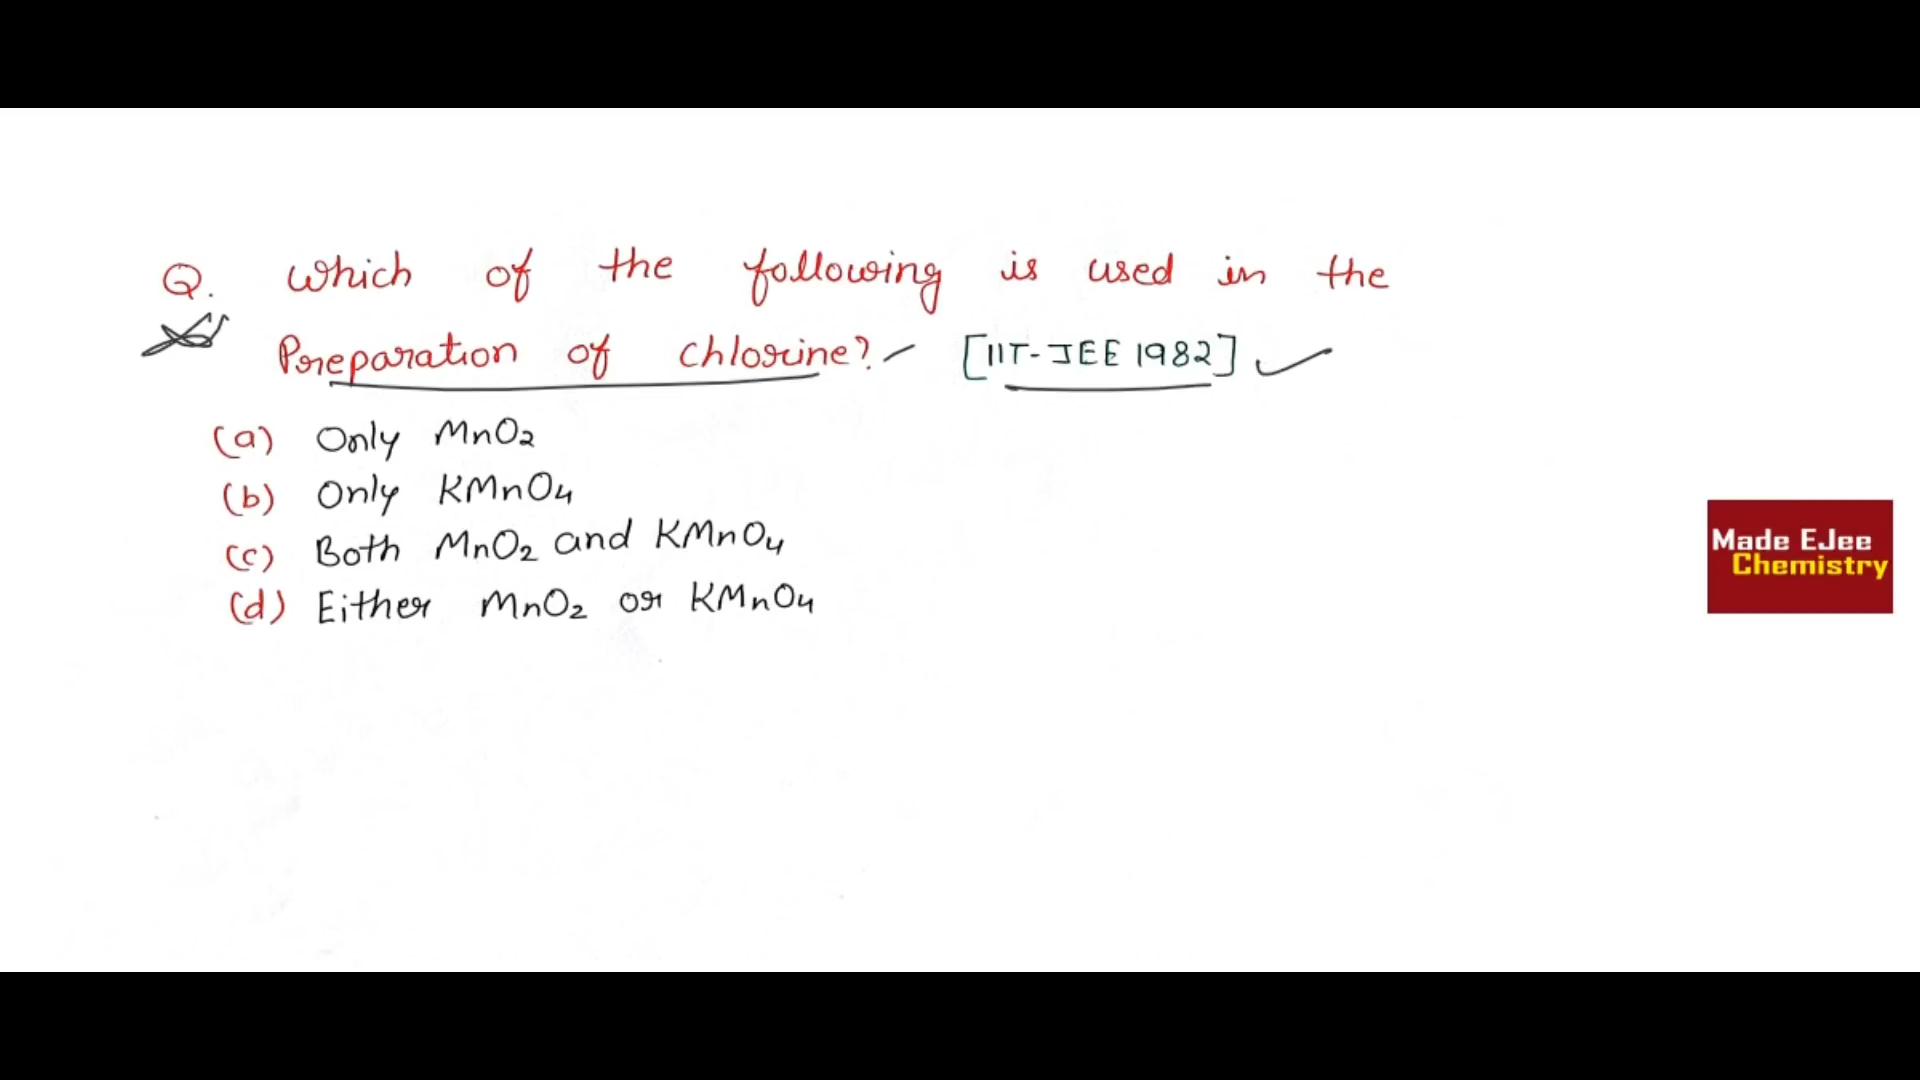 Q. Which of the following is used in the
Preparation of chlorine? [IIT-JEE 1982]
(a) Only MnO2
(b) Only KMnO4
(c) Both MnO2 and KMnO4
(d) Either MnO2 or KMnO4
Made EJee
Chemistry